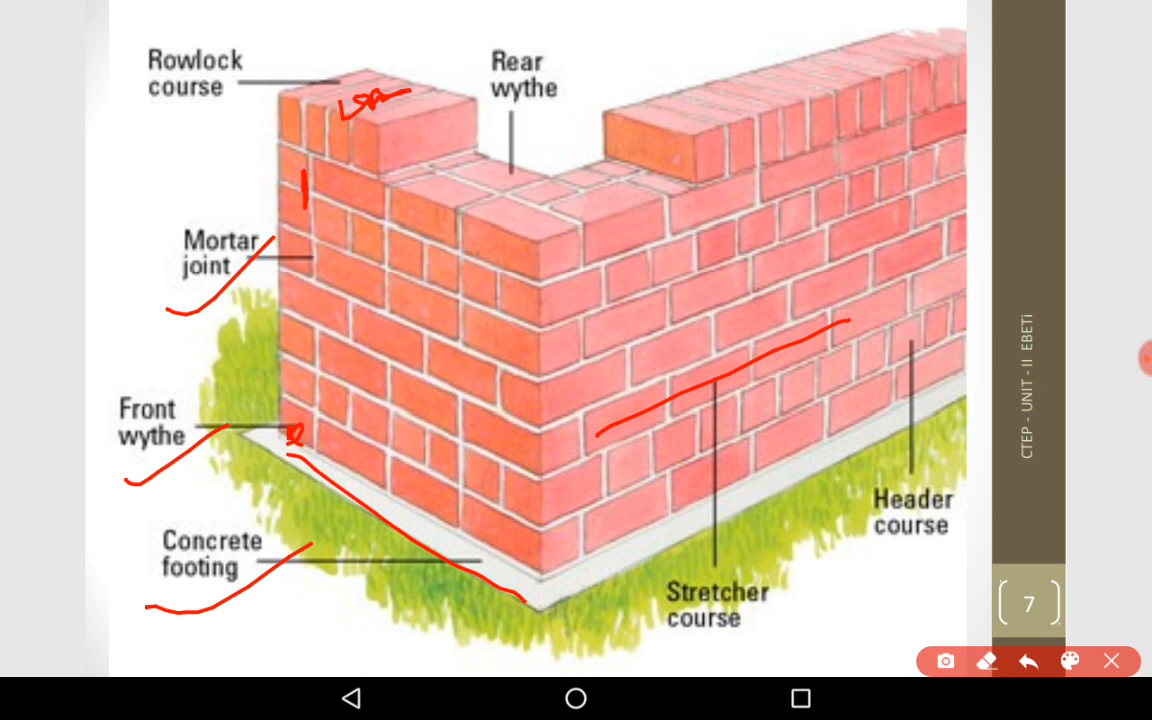 Rowlock
course
Rear
wythe
Mortar
joint
Front
wythe
Concrete
footing
Header
course
Stretcher
course
CTEP - UNIT - II EBETi
7